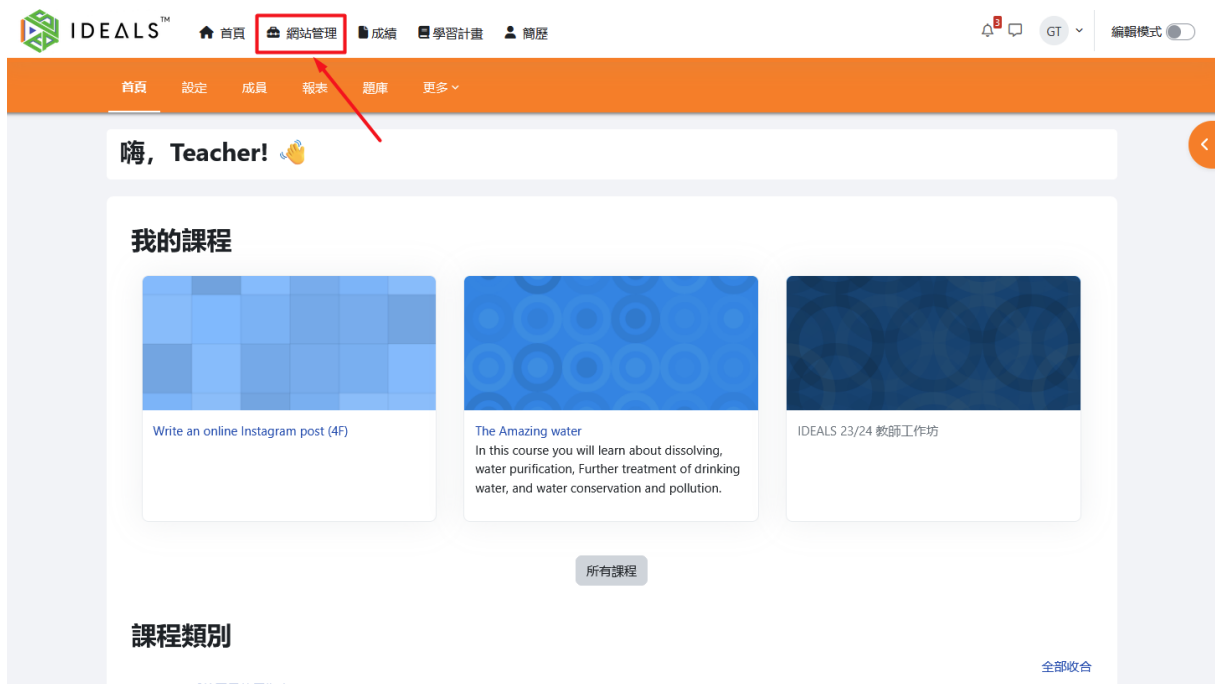 IDEALS™
首頁
網站管理
成績
學習計畫
簡歷
3
GT
編輯模式
首頁
設定
成員
報表
題庫
更多
嗨，Teacher! 👋
我的課程
Write an online Instagram post (4F)
The Amazing water
In this course you will learn about dissolving,
water purification, Further treatment of drinking
water, and water conservation and pollution.
IDEALS 23/24 教師工作坊
所有課程
課程類別
全部收合